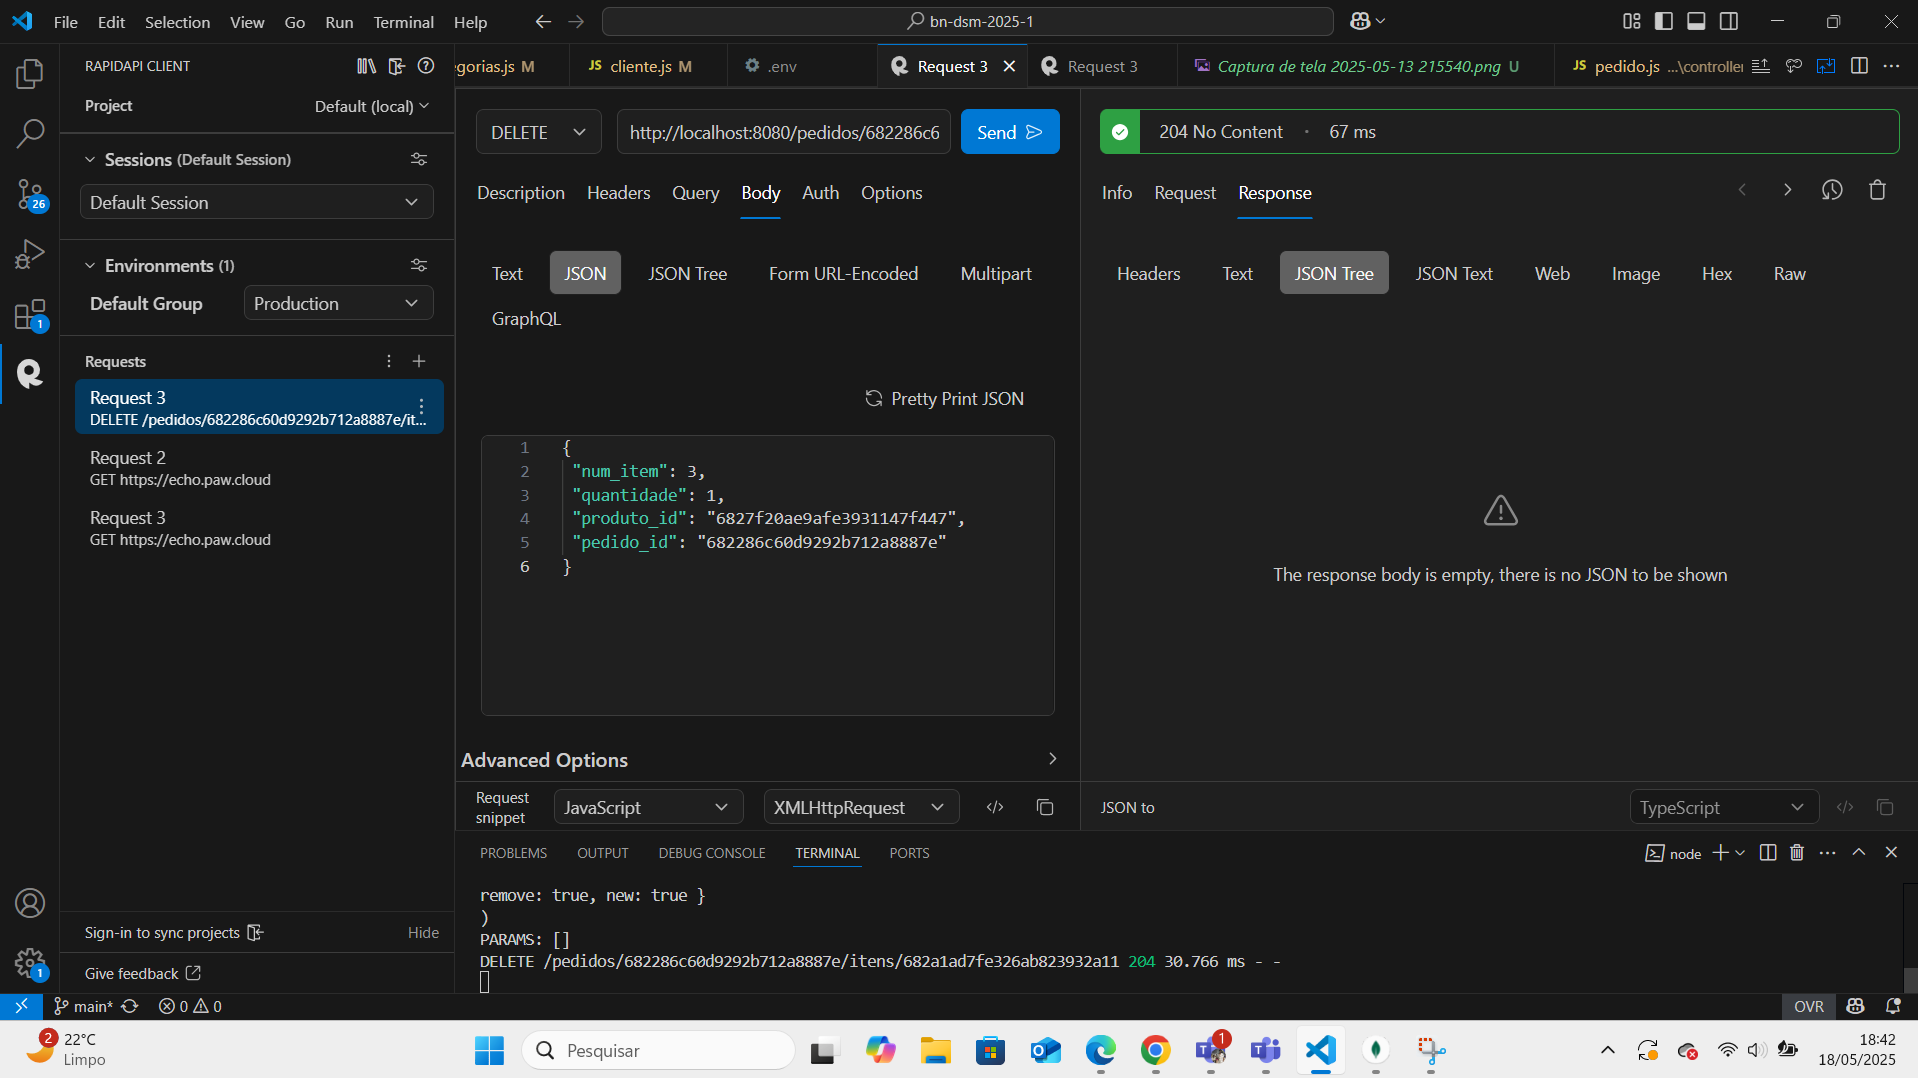 File Edit Selection View Go Run Terminal Help
bn-dsm-2025-1
RAPIDAPI CLIENT
Project
Default (local)
Sessions (Default Session)
Default Session
Environments (1)
Default Group
Production
Requests
Request 3
DELETE /pedidos/682286c60d9292b712a8887e/it...
Request 2
GET https://echo.paw.cloud
Request 3
GET https://echo.paw.cloud
Sign-in to sync projects
Hide
Give feedback
26
1
1
egorias.js M
JS cliente.js M
.env
Request 3
Request 3
Captura de tela 2025-05-13 215540.png U
JS pedido.js ...\controller
DELETE
http://localhost:8080/pedidos/682286c6
Send
Description Headers Query Body Auth Options
Text JSON JSON Tree Form URL-Encoded Multipart
GraphQL
Pretty Print JSON
1 {
2 "num_item": 3,
3 "quantidade": 1,
4 "produto_id": "6827f20ae9afe3931147f447",
5 "pedido_id": "682286c60d9292b712a8887e"
6 }
Advanced Options
Request
snippet
JavaScript
XMLHttpRequest
204 No Content · 67 ms
Info Request Response
Headers Text JSON Tree JSON Text Web Image Hex Raw
The response body is empty, there is no JSON to be shown
JSON to
TypeScript
PROBLEMS OUTPUT DEBUG CONSOLE TERMINAL PORTS
node
remove: true, new: true }
)
PARAMS: []
DELETE /pedidos/682286c60d9292b712a8887e/itens/682a1ad7fe326ab823932a11 204 30.766 ms - -
main* 0 0
OVR
2
22°C
Limpo
Pesquisar
1
18:42
18/05/2025